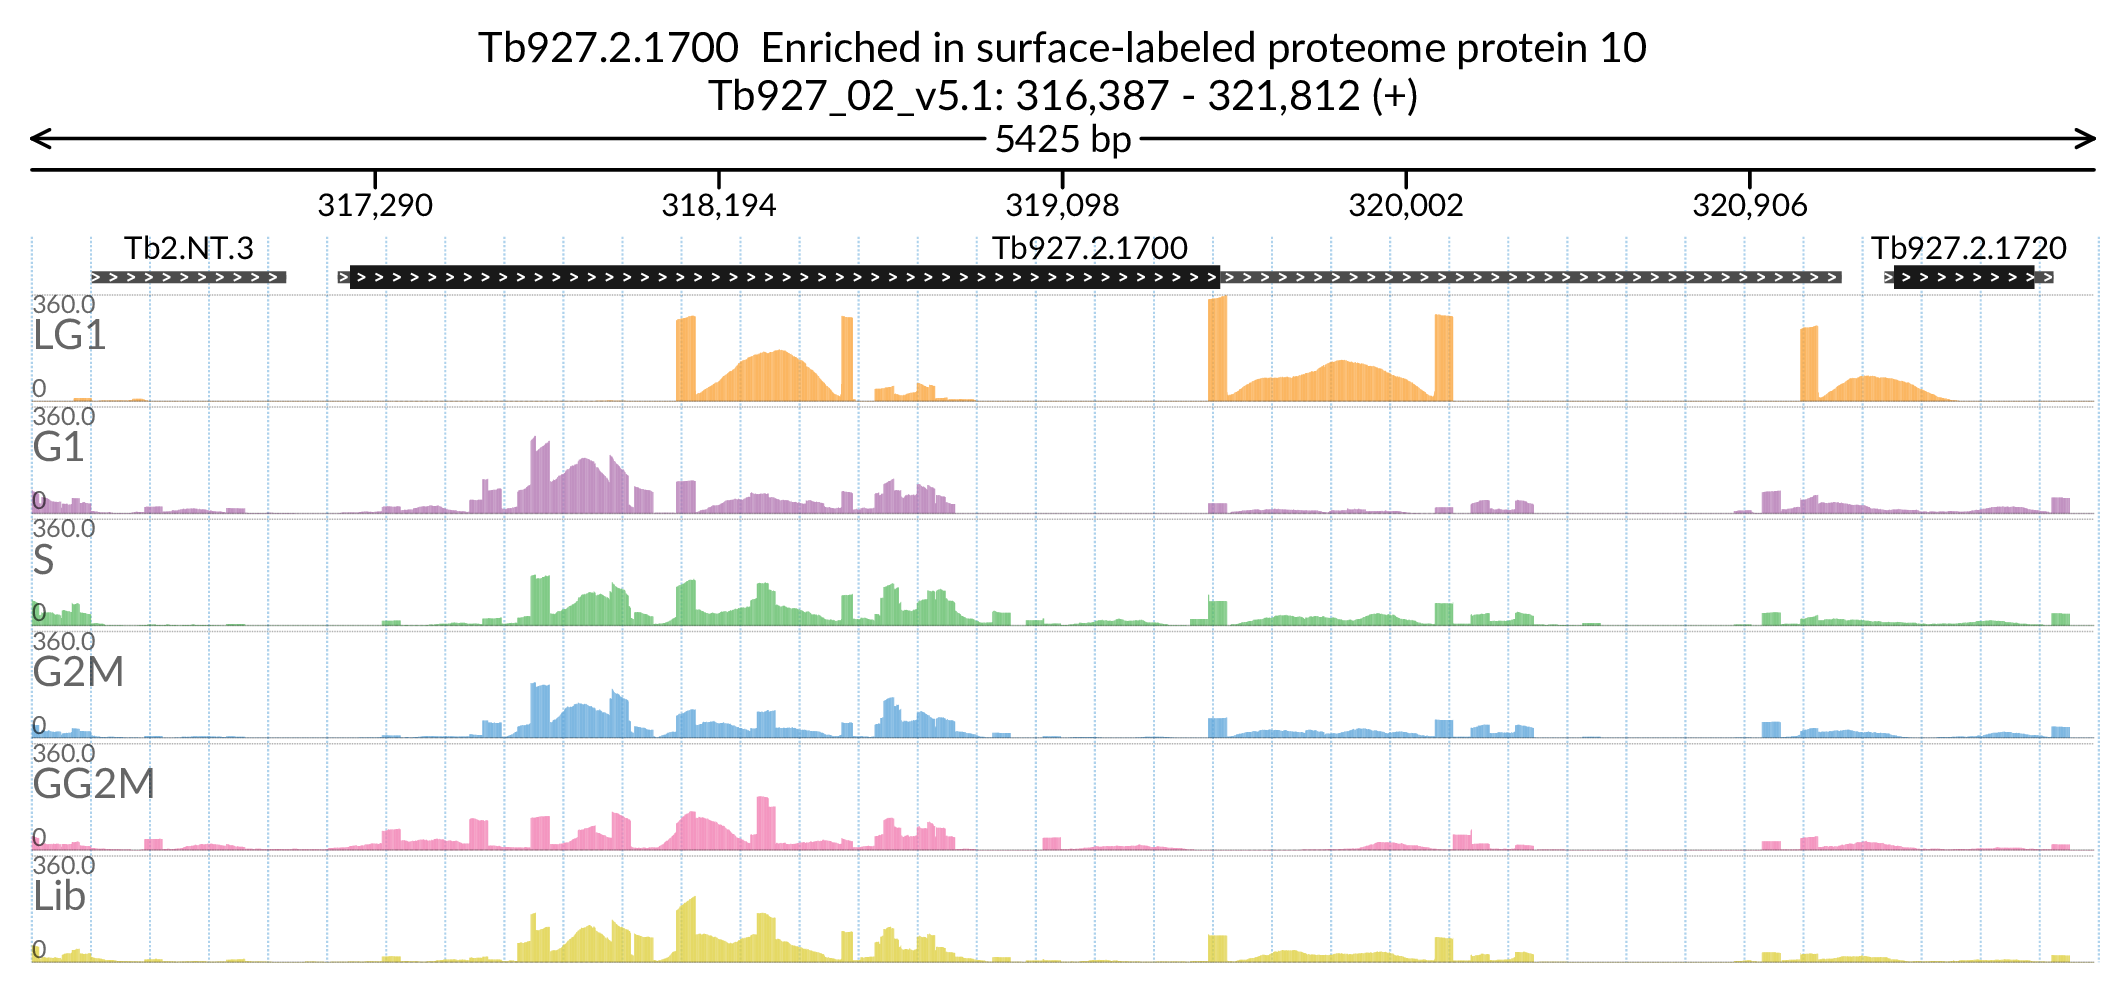 Tb927.2.1700  Enriched in surface-labeled proteome protein 10
Tb927_02_v5.1: 316,387 - 321,812 (+)
5425 bp
317,290 318,194 319,098 320,002 320,906
Tb2.NT.3 Tb927.2.1700 Tb927.2.1720
360.0
LG1
0
360.0
G1
0
360.0
S
0
360.0
G2M
0
360.0
GG2M
0
360.0
Lib
0